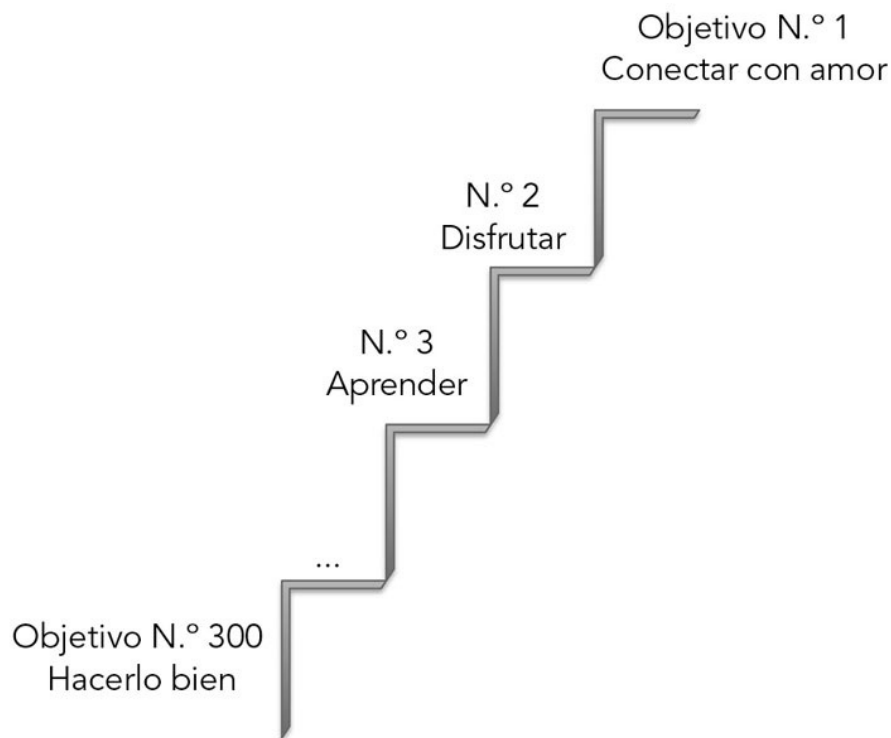 Objetivo N.º 1
Conectar con amor
N.º 2
Disfrutar
N.º 3
Aprender
...
Objetivo N.º 300
Hacerlo bien